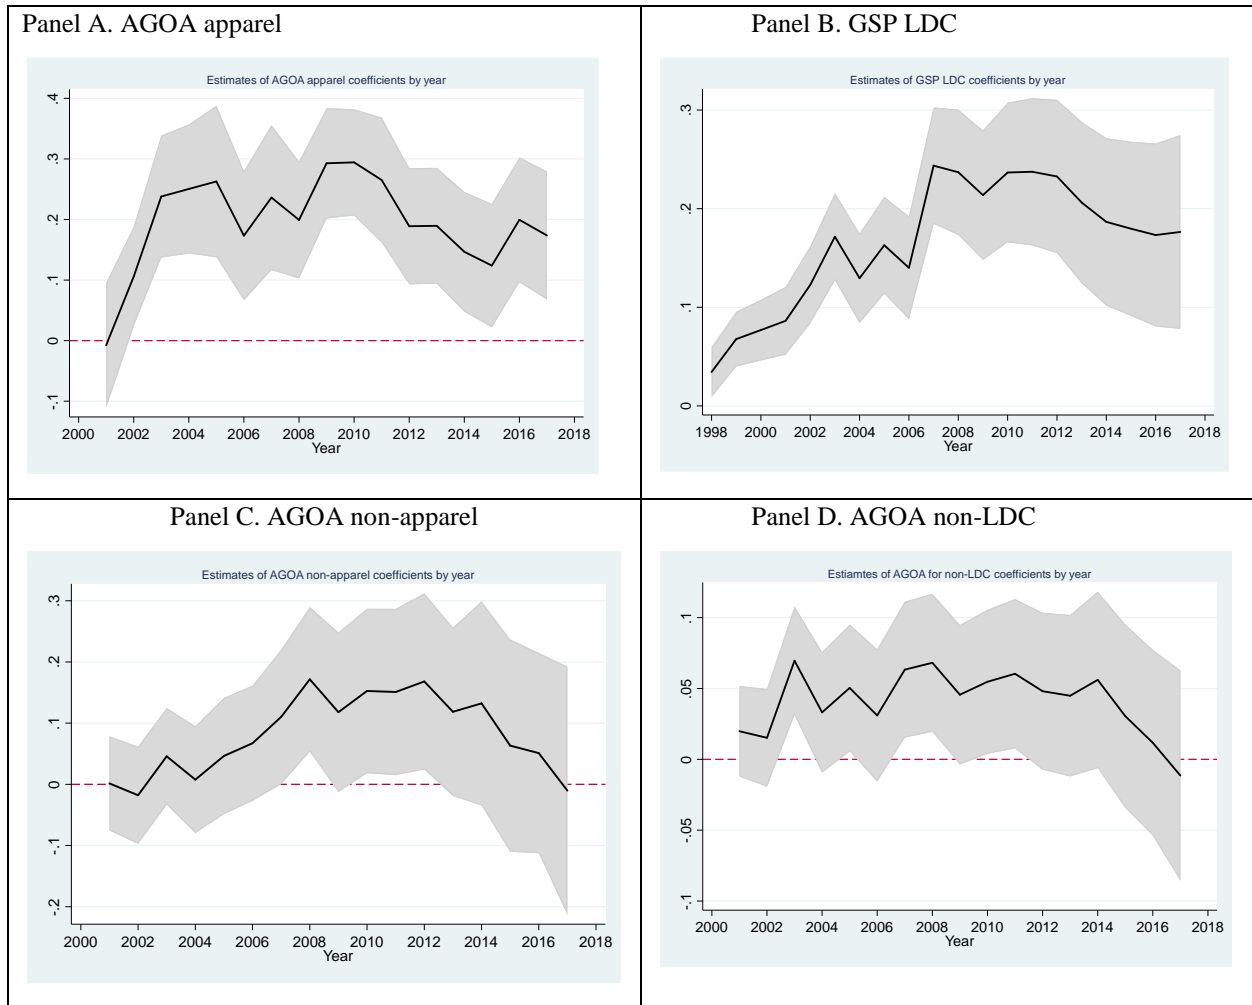 Panel A. AGOA apparel
Estimates of AGOA apparel coefficients by year
.4
.3
.2
.1
0
-.1
2000 2002 2004 2006 2008 2010 2012 2014 2016 2018
Year
Panel B. GSP LDC
Estimates of GSP LDC coefficients by year
.3
.2
.1
0
1998 2000 2002 2004 2006 2008 2010 2012 2014 2016 2018
Year
Panel C. AGOA non-apparel
Estimates of AGOA non-apparel coefficients by year
.3
.2
.1
0
-.1
-.2
2000 2002 2004 2006 2008 2010 2012 2014 2016 2018
Year
Panel D. AGOA non-LDC
Estiamtes of AGOA for non-LDC coefficients by year
.1
.05
0
-.05
-.1
2000 2002 2004 2006 2008 2010 2012 2014 2016 2018
Year